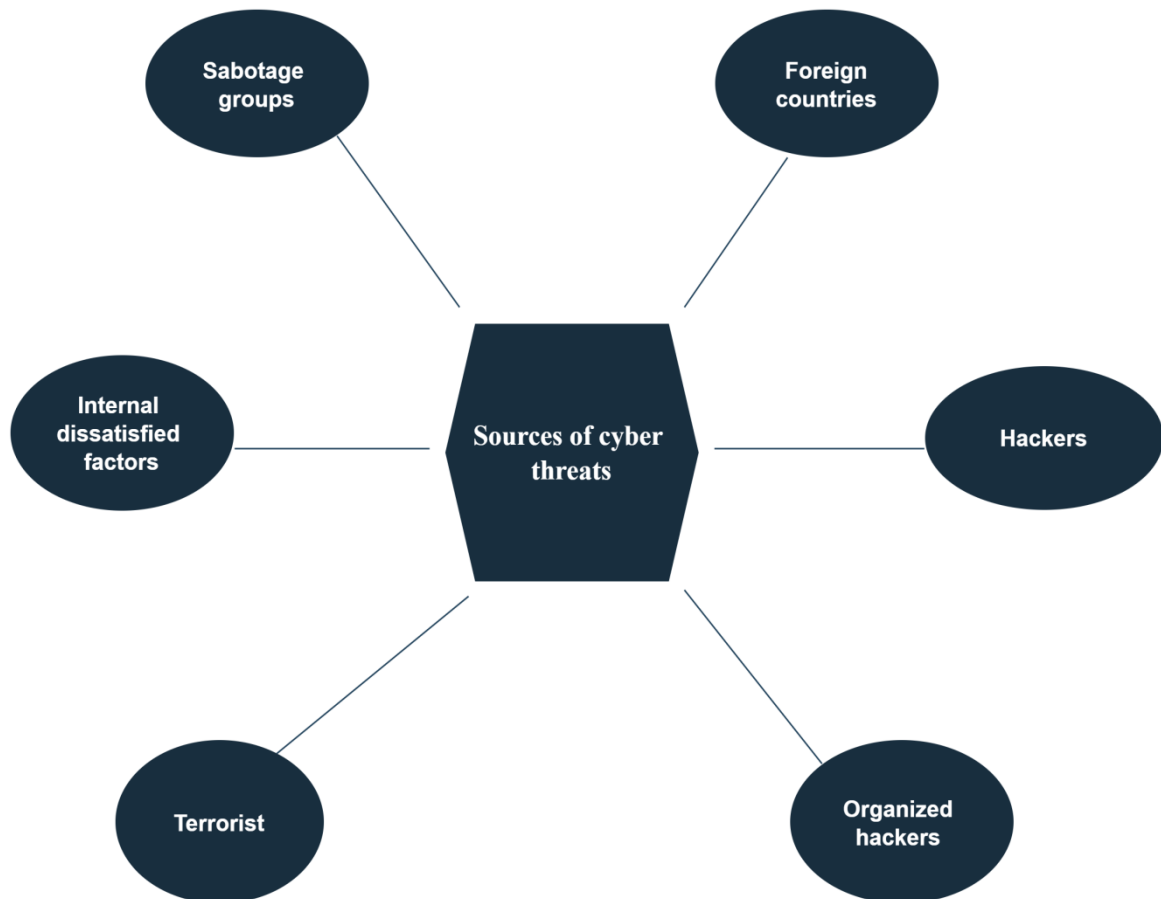 Sabotage
groups
Foreign
countries
Internal
dissatisfied
factors
Sources of cyber
threats
Hackers
Terrorist
Organized
hackers